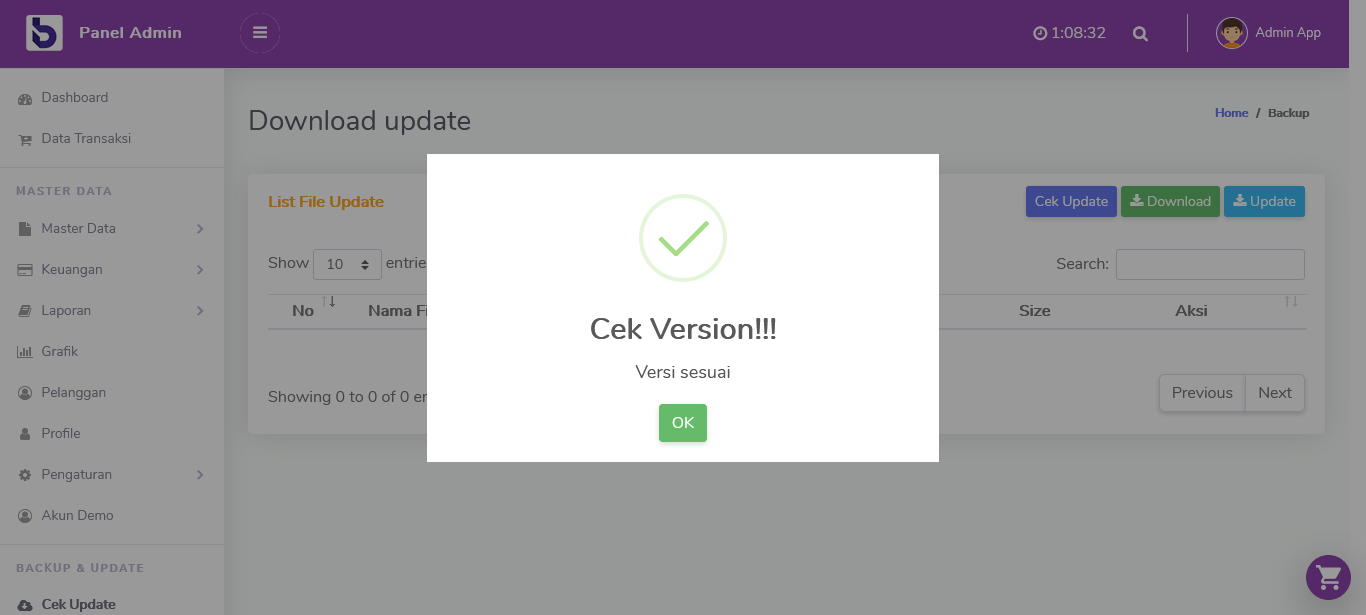 Panel Admin
1:08:32
Admin App
Dashboard
Data Transaksi
MASTER DATA
Master Data
Keuangan
Laporan
Grafik
Pelanggan
Profile
Pengaturan
Akun Demo
BACKUP & UPDATE
Cek Update
Download update
Home / Backup
List File Update
Cek Update
Download
Update
Show 10 entrie
Search:
No
Nama Fi
Size
Aksi
Showing 0 to 0 of 0 en
Previous
Next
Cek Version!!!
Versi sesuai
OK